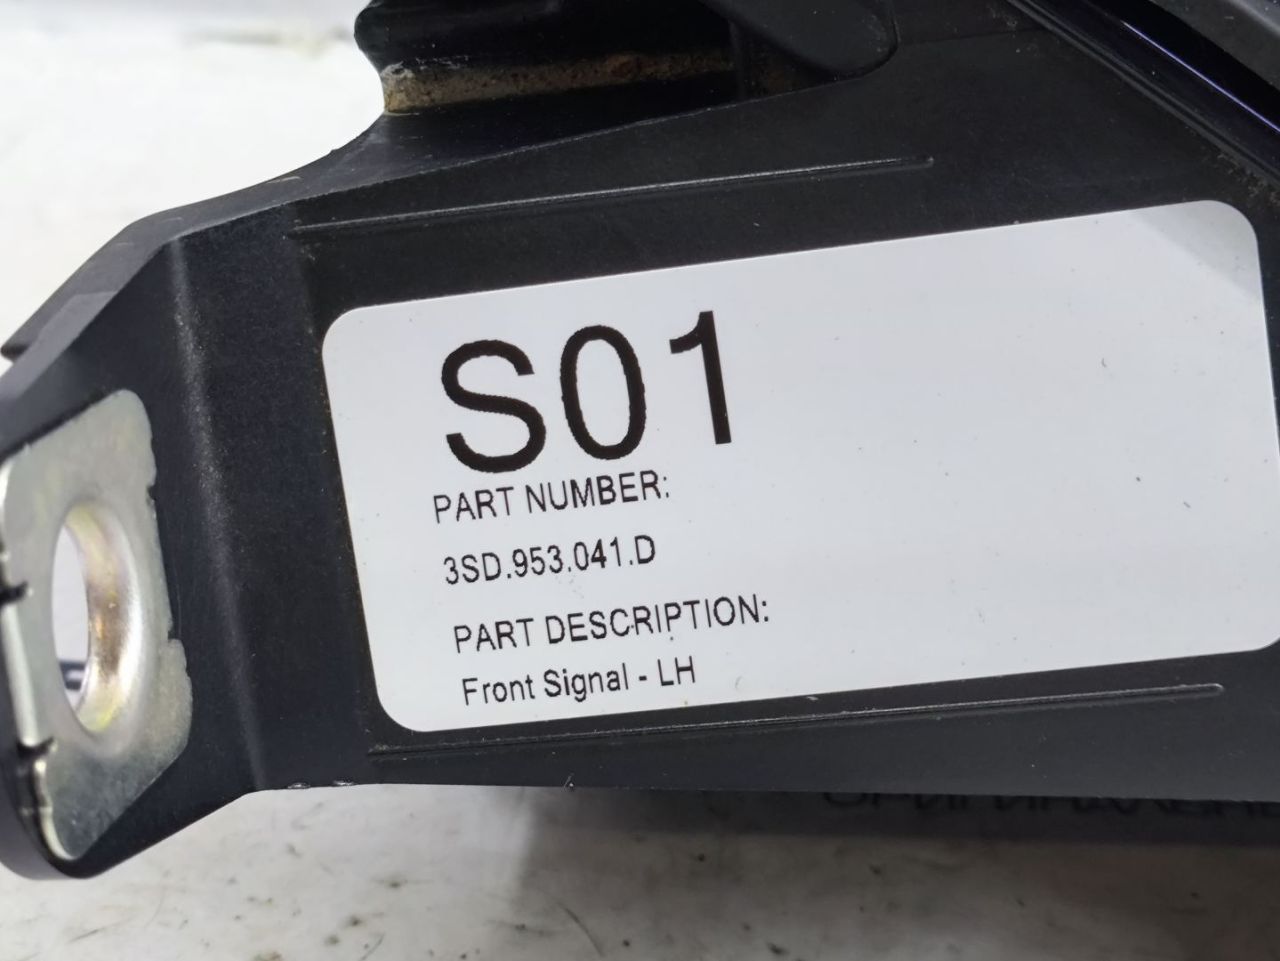 S01
PART NUMBER:
3SD.953.041.D
PART DESCRIPTION:
Front Signal - LH